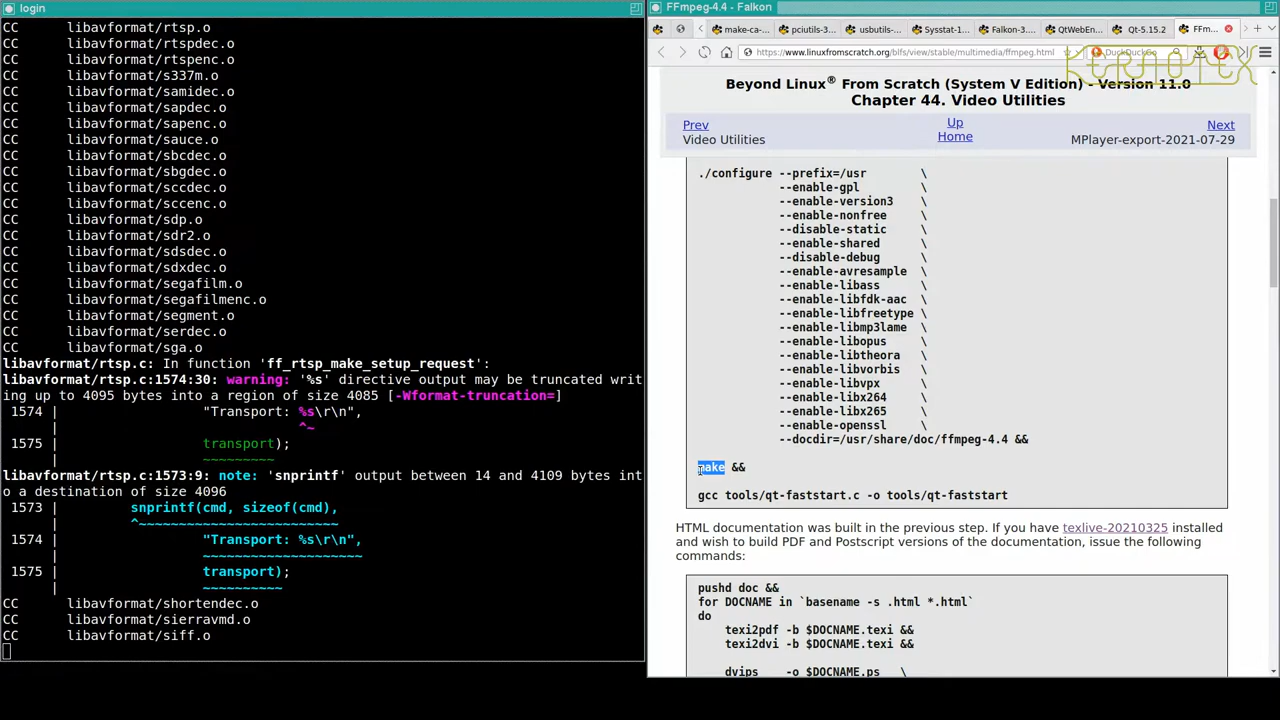 login
CC libavformat/rtsp.o
CC libavformat/rtspdec.o
CC libavformat/rtspenc.o
CC libavformat/s337m.o
CC libavformat/samidec.o
CC libavformat/sapdec.o
CC libavformat/sapenc.o
CC libavformat/sauce.o
CC libavformat/sbcdec.o
CC libavformat/sbgdec.o
CC libavformat/sccdec.o
CC libavformat/sccenc.o
CC libavformat/sdp.o
CC libavformat/sdr2.o
CC libavformat/sdsdec.o
CC libavformat/sdxdec.o
CC libavformat/segafilm.o
CC libavformat/segafilmenc.o
CC libavformat/segment.o
CC libavformat/serdec.o
CC libavformat/sga.o
libavformat/rtsp.c: In function 'ff_rtsp_make_setup_request':
libavformat/rtsp.c:1574:30: warning: '%s' directive output may be truncated writ
ing up to 4095 bytes into a region of size 4085 [-Wformat-truncation=]
1574 | "Transport: %s\r\n",
| ^~
1575 | transport);
| ~~~~~~~~~
libavformat/rtsp.c:1573:9: note: 'snprintf' output between 14 and 4109 bytes int
o a destination of size 4096
1573 | snprintf(cmd, sizeof(cmd),
| ^~~~~~~~~~~~~~~~~~~~~~~~~~
1574 | "Transport: %s\r\n",
| ~~~~~~~~~~~~~~~~~~~~
1575 | transport);
| ~~~~~~~~~~
CC libavformat/shortendec.o
CC libavformat/sierravmd.o
CC libavformat/siff.o
FFmpeg-4.4 - Falkon
make-ca-... pciutils-3... usbutils-... Sysstat-1... Falkon-3.... QtWebEn... Qt-5.15.2 FFm...
https://www.linuxfromscratch.org/blfs/view/stable/multimedia/ffmpeg.html
DuckDuckGo
KERNOTEX
Beyond Linux® From Scratch (System V Edition) - Version 11.0
Chapter 44. Video Utilities
Prev Up Next
Video Utilities Home MPlayer-export-2021-07-29
./configure --prefix=/usr \
--enable-gpl \
--enable-version3 \
--enable-nonfree \
--disable-static \
--enable-shared \
--disable-debug \
--enable-avresample \
--enable-libass \
--enable-libfdk-aac \
--enable-libfreetype \
--enable-libmp3lame \
--enable-libopus \
--enable-libtheora \
--enable-libvorbis \
--enable-libvpx \
--enable-libx264 \
--enable-libx265 \
--enable-openssl \
--docdir=/usr/share/doc/ffmpeg-4.4 &&
make &&
gcc tools/qt-faststart.c -o tools/qt-faststart
HTML documentation was built in the previous step. If you have texlive-20210325 installed
and wish to build PDF and Postscript versions of the documentation, issue the following
commands:
pushd doc &&
for DOCNAME in `basename -s .html *.html`
do
texi2pdf -b $DOCNAME.texi &&
texi2dvi -b $DOCNAME.texi &&
dvips -o $DOCNAME.ps \